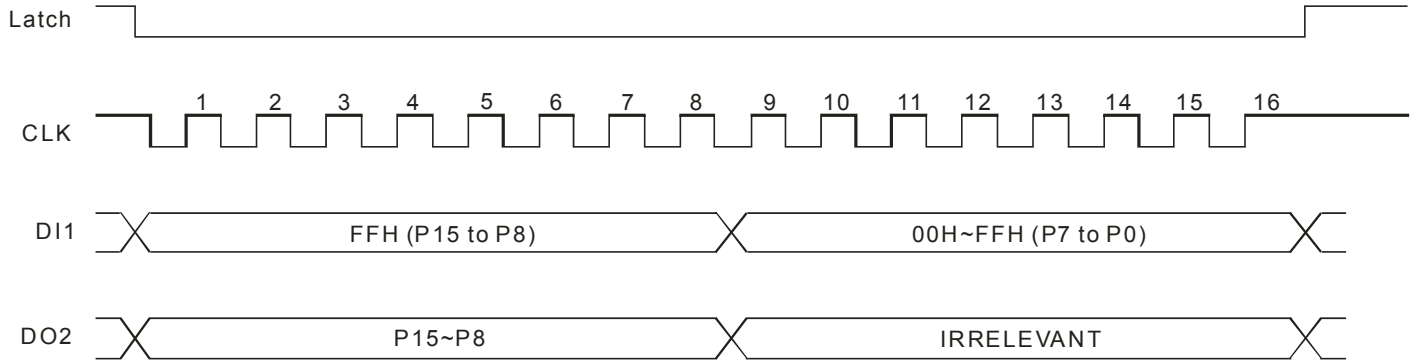 Latch
1 2 3 4 5 6 7 8 9 10 11 12 13 14 15 16
CLK
DI1 FFH (P15 to P8) 00H~FFH (P7 to P0)
DO2 P15~P8 IRRELEVANT